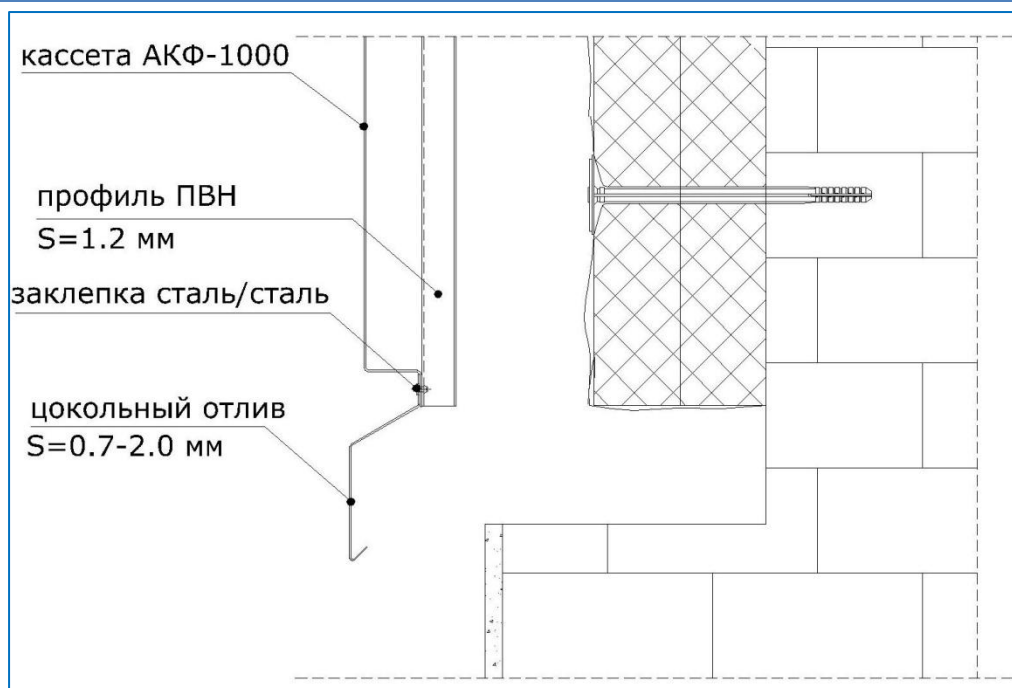 кассета АКФ-1000
профиль ПВН
S=1.2 мм
заклепка сталь/сталь
цокольный отлив
S=0.7-2.0 мм